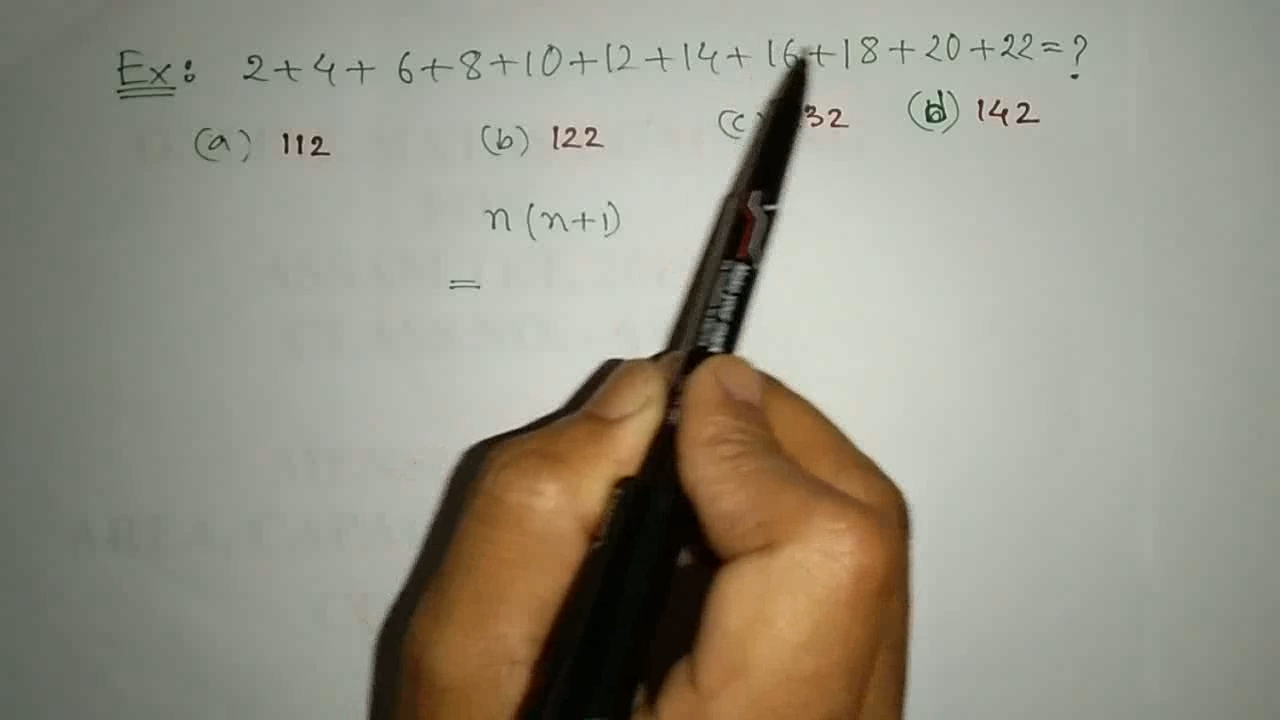 Ex: 2+4+ 6+8+10+12+14+16+18+20+22=?
(a) 112 (b) 122 (c) 32 (d) 142
n(n+1)
=